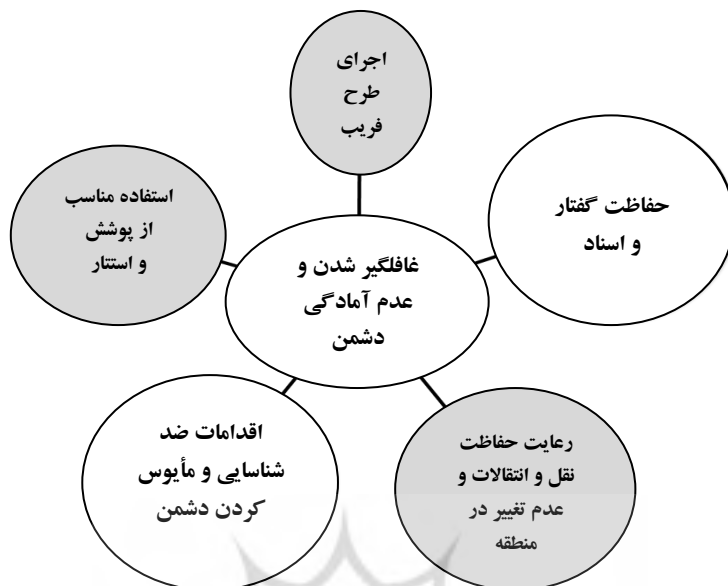 اجرای
طرح
فریب
حفاظت گفتار
و اسناد
استفاده مناسب
از پوشش
و استتار
غافلگیر شدن و
عدم آمادگی
دشمن
رعایت حفاظت
نقل و انتقالات و
عدم تغییر در
منطقه
اقدامات ضد
شناسایی و مأیوس
کردن دشمن